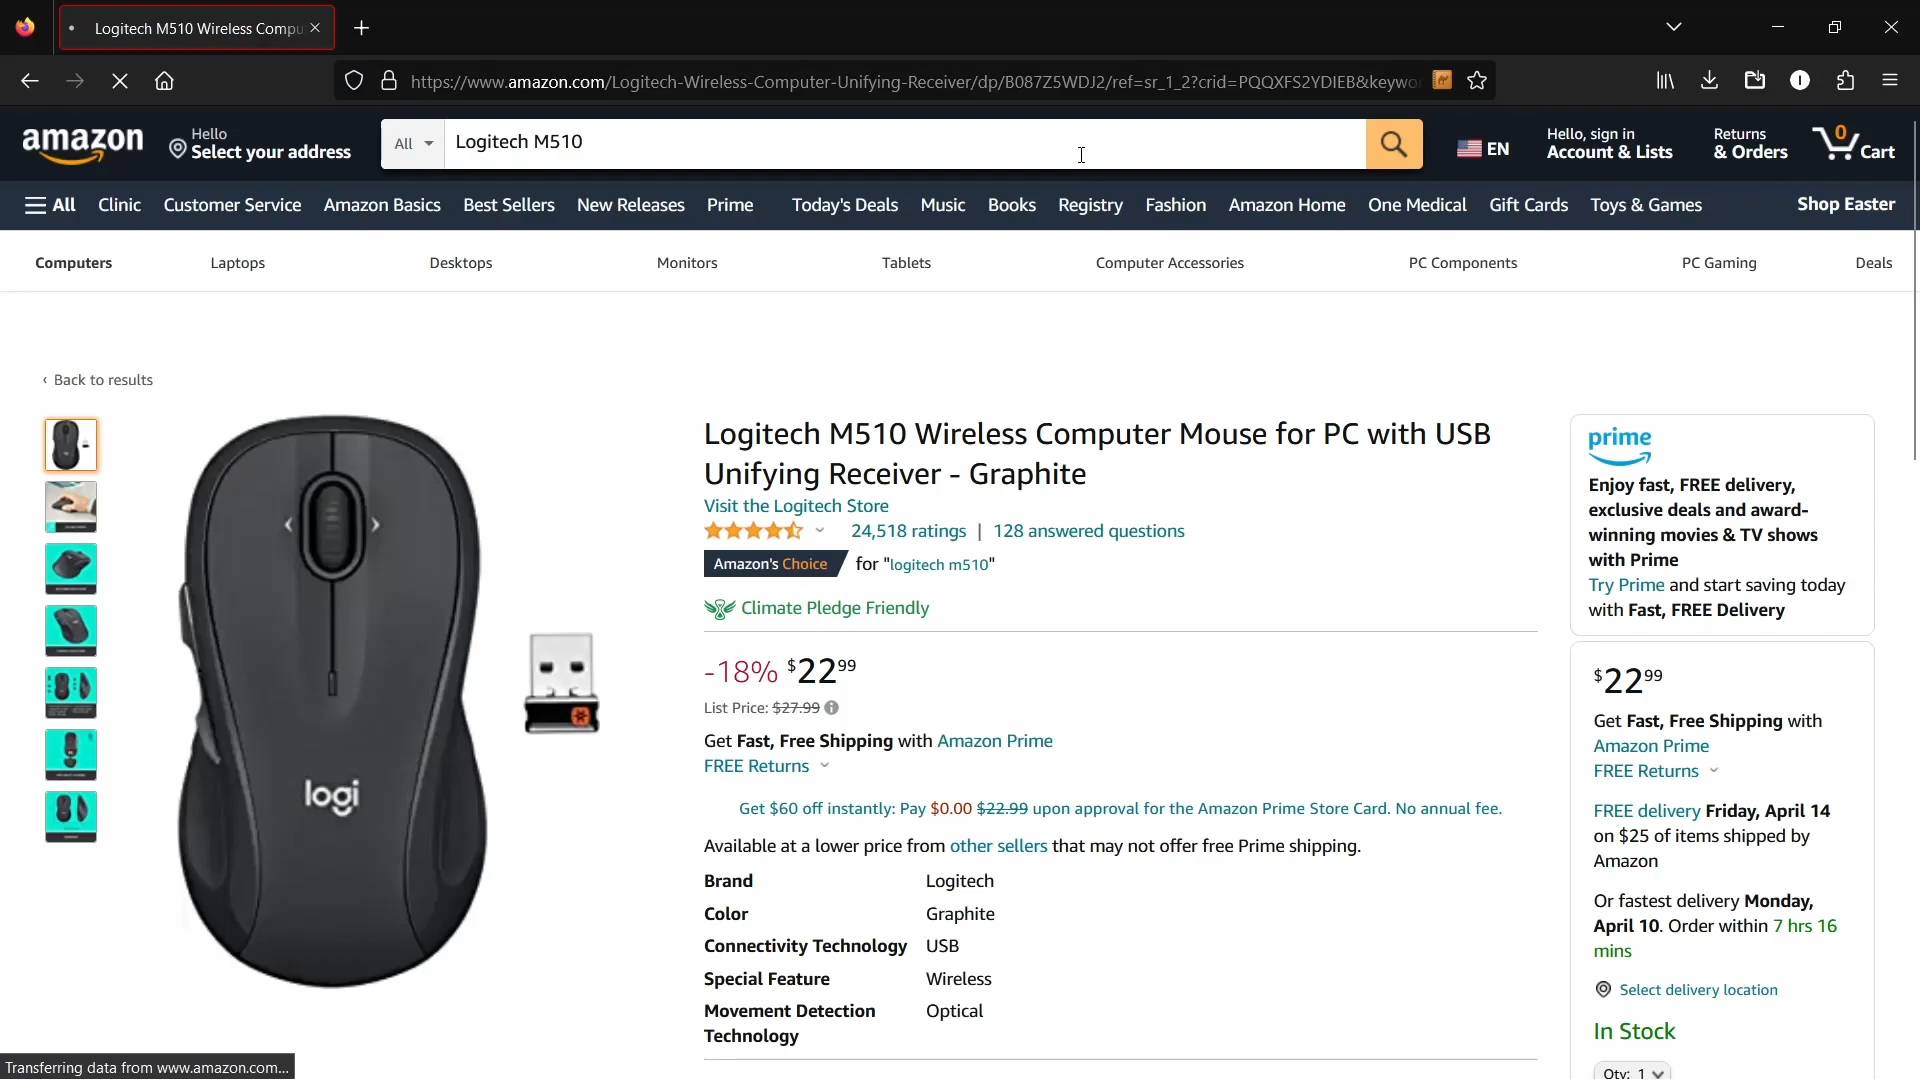 Logitech M510 Wireless Compu
https://www.amazon.com/Logitech-Wireless-Computer-Unifying-Receiver/dp/B087Z5WDJ2/ref=sr_1_2?crid=PQQXFS2YDIEB&keywo
amazon
Hello
Select your address
All
Logitech M510
EN
Hello, sign in
Account & Lists
Returns
& Orders
0
Cart
All Clinic Customer Service Amazon Basics Best Sellers New Releases Prime Today's Deals Music Books Registry Fashion Amazon Home One Medical Gift Cards Toys & Games Shop Easter
Computers Laptops Desktops Monitors Tablets Computer Accessories PC Components PC Gaming Deals
‹ Back to results
logi
Logitech M510 Wireless Computer Mouse for PC with USB
Unifying Receiver - Graphite
Visit the Logitech Store
24,518 ratings | 128 answered questions
Amazon's Choice for "logitech m510"
Climate Pledge Friendly
-18% $22 99
List Price: $27.99
Get Fast, Free Shipping with Amazon Prime
FREE Returns
Get $60 off instantly: Pay $0.00 $22.99 upon approval for the Amazon Prime Store Card. No annual fee.
Available at a lower price from other sellers that may not offer free Prime shipping.
Brand Logitech
Color Graphite
Connectivity Technology USB
Special Feature Wireless
Movement Detection Optical
Technology
prime
Enjoy fast, FREE delivery,
exclusive deals and award-
winning movies & TV shows
with Prime
Try Prime and start saving today
with Fast, FREE Delivery
$22 99
Get Fast, Free Shipping with
Amazon Prime
FREE Returns
FREE delivery Friday, April 14
on $25 of items shipped by
Amazon
Or fastest delivery Monday,
April 10. Order within 7 hrs 16
mins
Select delivery location
In Stock
Qty: 1
Transferring data from www.amazon.com...